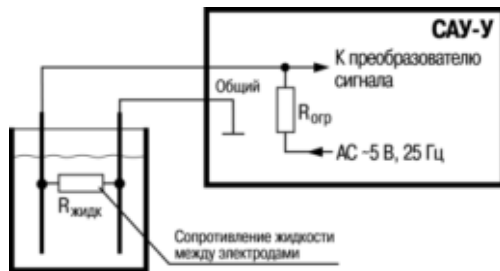 САУ-У
К преобразователю
сигнала
Общий
Rогр
AC ~5 В, 25 Гц
Rжидк
Сопротивление жидкости
между электродами